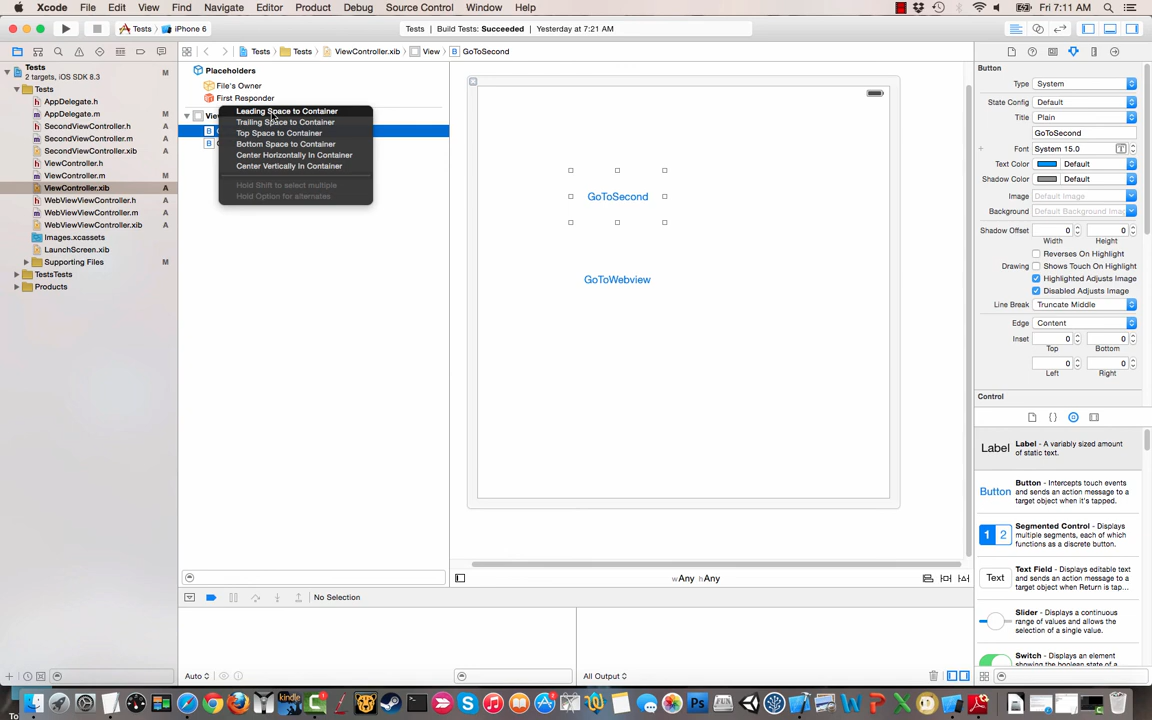 Xcode File Edit View Find Navigate Editor Product Debug Source Control Window Help
Fri 7:11 AM
Tests iPhone 6
Tests | Build Tests: Succeeded | Yesterday at 7:21 AM
Tests Tests ViewController.xib View B GoToSecond
Tests
2 targets, iOS SDK 8.3
M
Tests
h AppDelegate.h
m AppDelegate.m M
h SecondViewController.h A
m SecondViewController.m A
SecondViewController.xib A
h ViewController.h
m ViewController.m A
ViewController.xib A
h WebViewViewController.h A
m WebViewViewController.m A
WebViewViewController.xib A
Images.xcassets
LaunchScreen.xib
Supporting Files M
TestsTests
Products
Placeholders
File's Owner
First Responder
B
B
Leading Space to Container
Trailing Space to Container
Top Space to Container
Bottom Space to Container
Center Horizontally In Container
Center Vertically In Container
Hold Shift to select multiple
Hold Option for alternates
GoToSecond
GoToWebview
wAny hAny
No Selection
Auto
All Output
Button
Type System
State Config Default
Title Plain
GoToSecond
Font System 15.0 T
Text Color Default
Shadow Color Default
Image Default Image
Background Default Background Imag
Shadow Offset 0 0
Width Height
Reverses On Highlight
Drawing Shows Touch On Highlight
Highlighted Adjusts Image
Disabled Adjusts Image
Line Break Truncate Middle
Edge Content
Inset 0 0
Top Bottom
0 0
Left Right
Control
Label Label - A variably sized amount
of static text.
Button Button - Intercepts touch events
and sends an action message to a
target object when it's tapped.
1 2 Segmented Control - Displays
multiple segments, each of which
functions as a discrete button.
Text Text Field - Displays editable text
and sends an action message to a
target object when Return is tap...
Slider - Displays a continuous
range of values and allows the
selection of a single value.
Switch - Displays an element
showing the boolean state of a
kindle